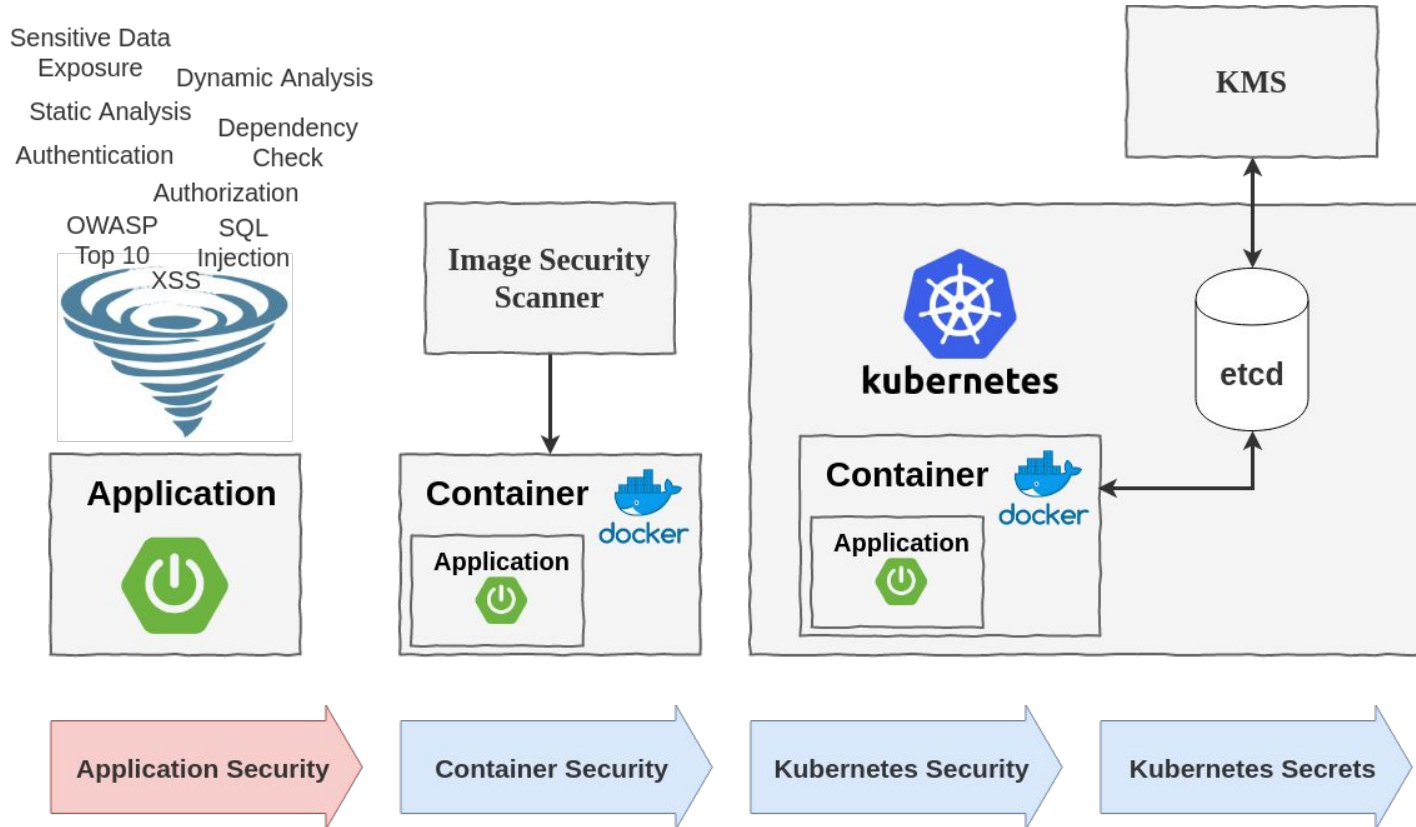 Sensitive Data
Exposure
Dynamic Analysis
Static Analysis
Dependency
Check
Authentication
Authorization
OWASP
Top 10
SQL
Injection
XSS
Application
Image Security
Scanner
Container
docker
Application
KMS
kubernetes
etcd
Container
docker
Application
Application Security
Container Security
Kubernetes Security
Kubernetes Secrets